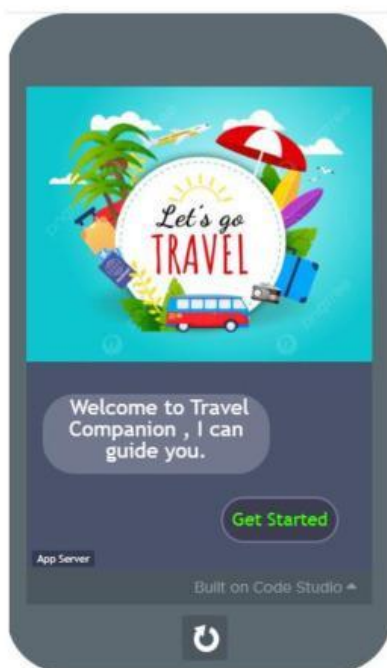 Let's go
TRAVEL
Welcome to Travel
Companion , I can
guide you.
Get Started
App Server
Built on Code Studio